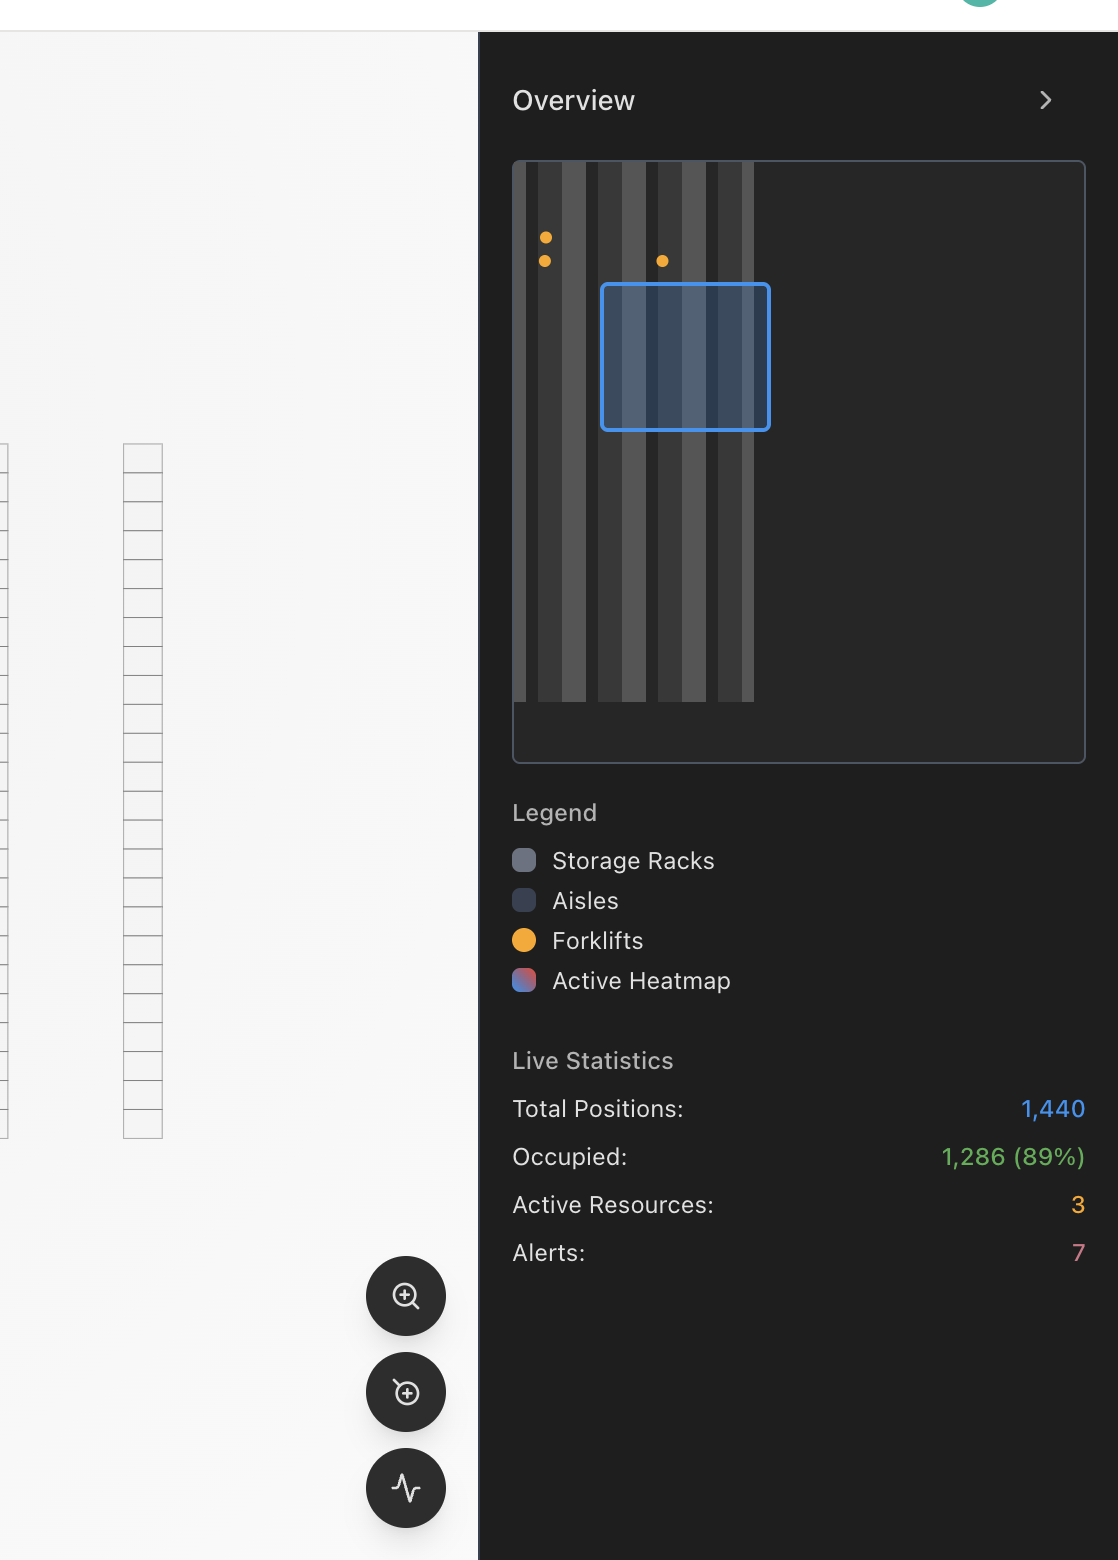 Overview
Legend
Storage Racks
Aisles
Forklifts
Active Heatmap
Live Statistics
Total Positions: 1,440
Occupied: 1,286 (89%)
Active Resources: 3
Alerts: 7